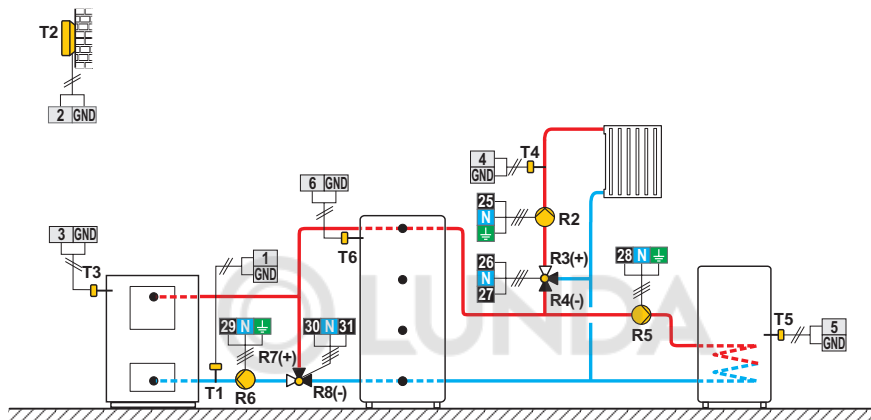 T2
2 GND
4
GND
T4
6 GND
25
N
R2
T6
3 GND
T3
1
GND
26
N
27
R3(+)
R4(-)
28 N
R5
T5
5
GND
29 N
30 N 31
R7(+)
T1
R6
R8(-)
LUNDA